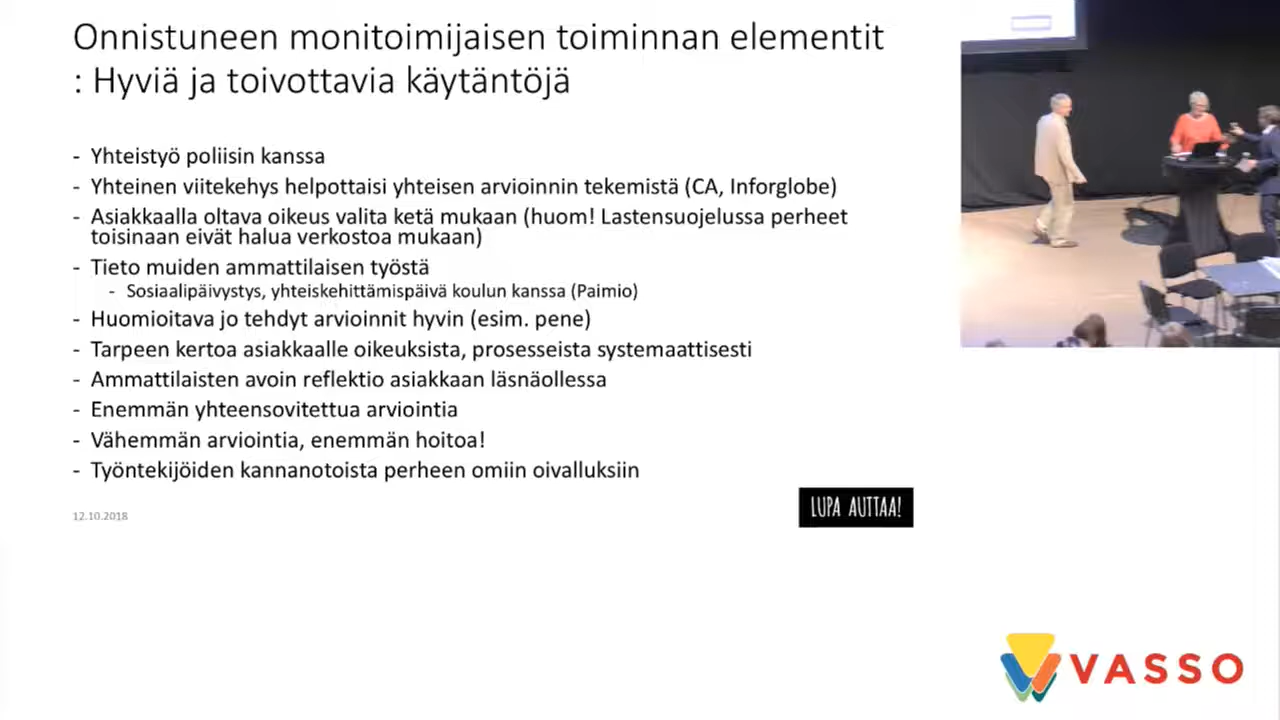 Onnistuneen monitoimijaisen toiminnan elementit
: Hyviä ja toivottavia käytäntöjä
- Yhteistyö poliisin kanssa
- Yhteinen viitekehys helpottaisi yhteisen arvioinnin tekemistä (CA, Inforglobe)
- Asiakkaalla oltava oikeus valita ketä mukaan (huom! Lastensuojelussa perheet
toisinaan eivät halua verkostoa mukaan)
- Tieto muiden ammattilaisen työstä
- Sosiaalipäivystys, yhteiskehittämispäivä koulun kanssa (Paimio)
- Huomioitava jo tehdyt arvioinnit hyvin (esim. pene)
- Tarpeen kertoa asiakkaalle oikeuksista, prosesseista systemaattisesti
- Ammattilaisten avoin reflektio asiakkaan läsnäollessa
- Enemmän yhteensovitettua arviointia
- Vähemmän arviointia, enemmän hoitoa!
- Työntekijöiden kannanotoista perheen omiin oivalluksiin
12.10.2018
LUPA AUTTAA!
VASSO